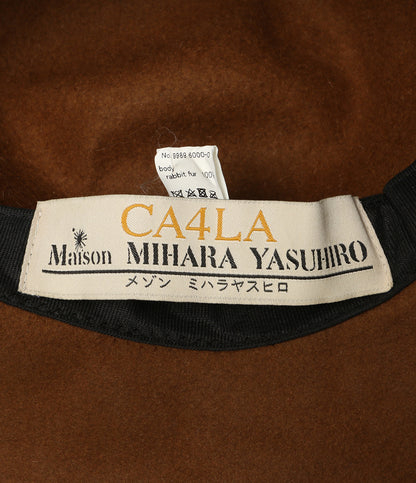 No.9989.6000-0
body
rabbit fur 100%
CA4LA
Maison MIHARA YASUHIRO
メゾン ミハラヤスヒロ